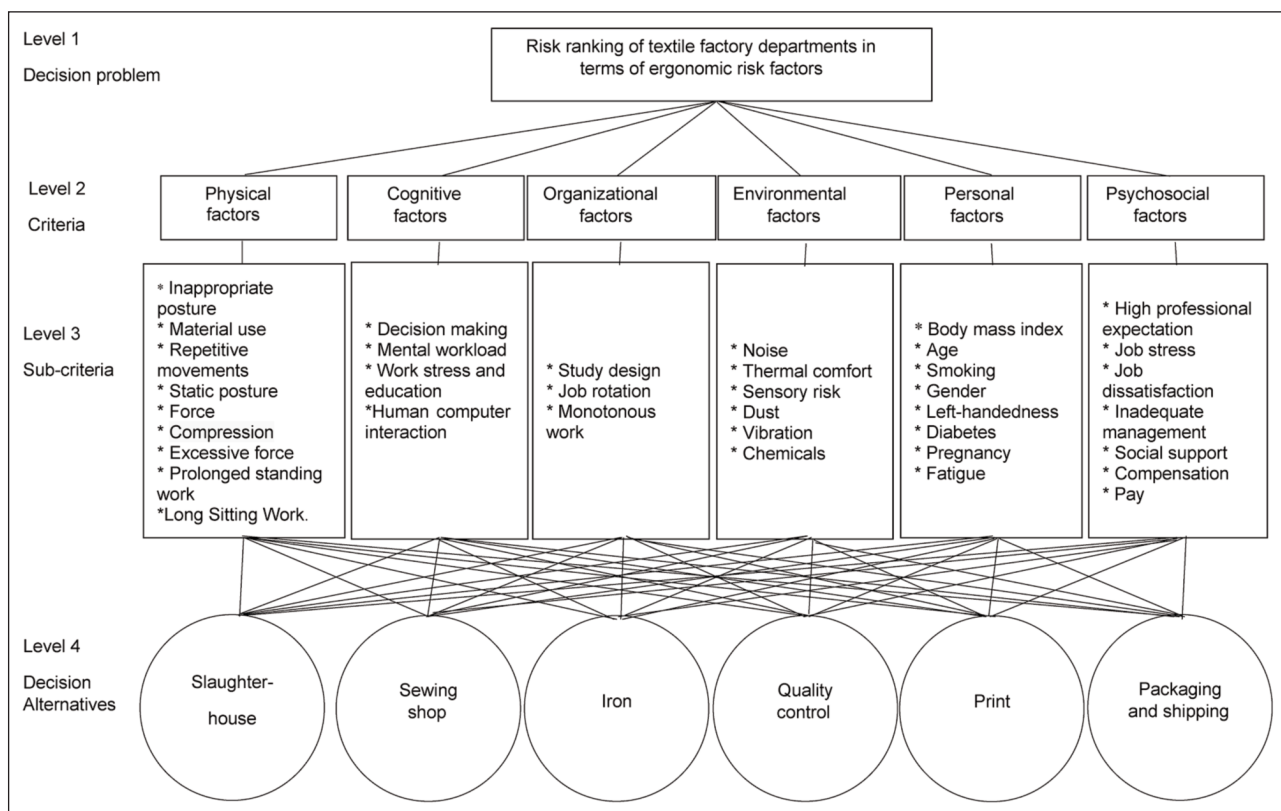 Level 1
Decision problem
Risk ranking of textile factory departments in
terms of ergonomic risk factors
Level 2
Criteria
Physical
factors
Cognitive
factors
Organizational
factors
Environmental
factors
Personal
factors
Psychosocial
factors
Level 3
Sub-criteria
* Inappropriate
posture
* Material use
* Repetitive
movements
* Static posture
* Force
* Compression
* Excessive force
* Prolonged standing
work
*Long Sitting Work.
* Decision making
* Mental workload
* Work stress and
education
*Human computer
interaction
* Study design
* Job rotation
* Monotonous
work
* Noise
* Thermal comfort
* Sensory risk
* Dust
* Vibration
* Chemicals
* Body mass index
* Age
* Smoking
* Gender
* Left-handedness
* Diabetes
* Pregnancy
* Fatigue
* High professional
expectation
* Job stress
* Job
dissatisfaction
* Inadequate
management
* Social support
* Compensation
* Pay
Level 4
Decision
Alternatives
Slaughter-
house
Sewing
shop
Iron
Quality
control
Print
Packaging
and shipping